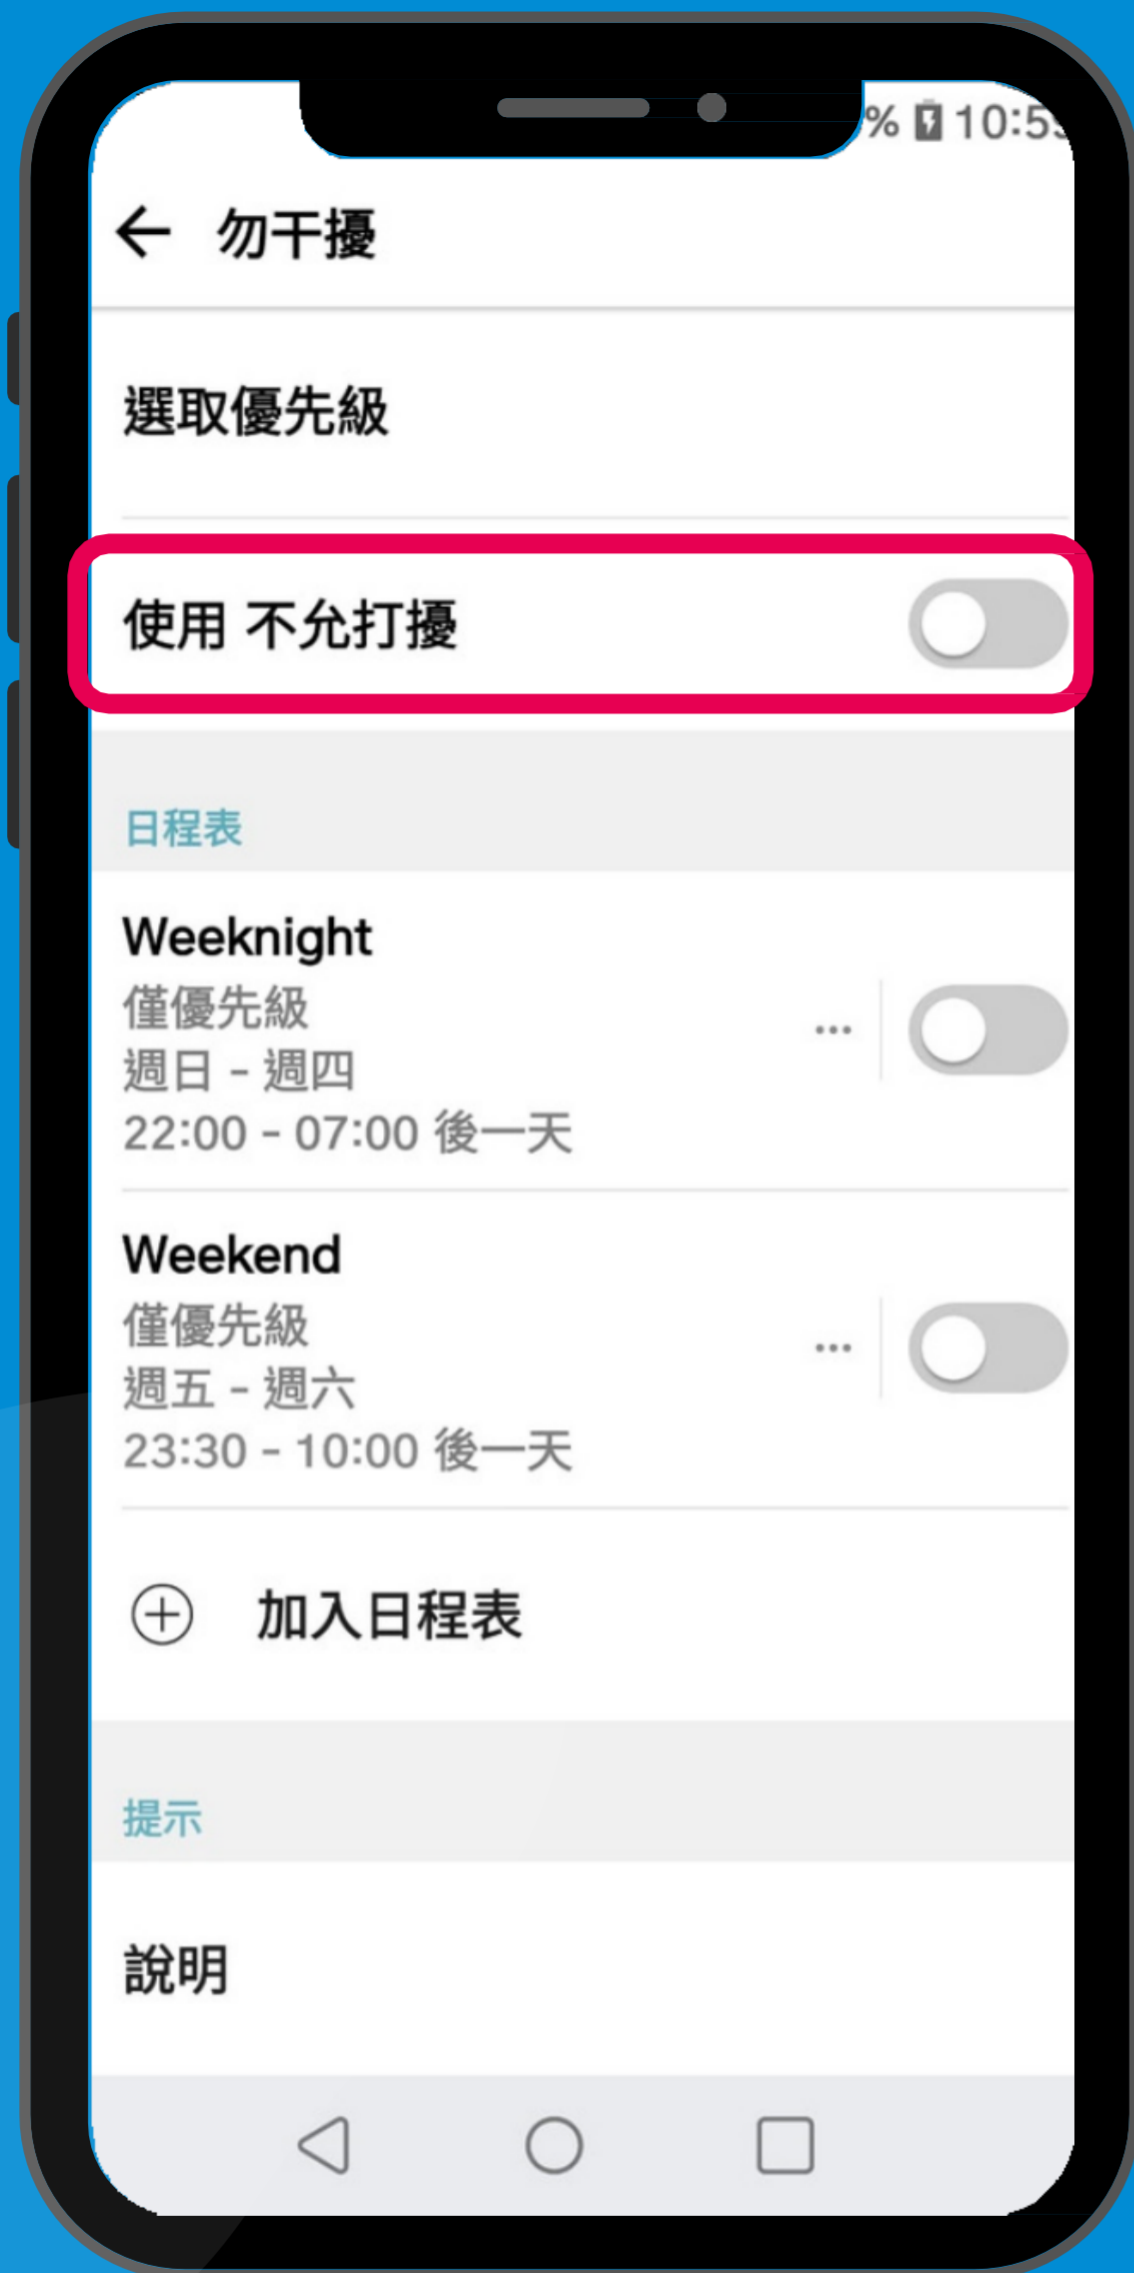 % 10:5
勿干擾
選取優先級
使用 不允打擾
日程表
Weeknight
僅優先級
週日 - 週四
22:00 - 07:00 後一天
Weekend
僅優先級
週五 - 週六
23:30 - 10:00 後一天
加入日程表
提示
說明